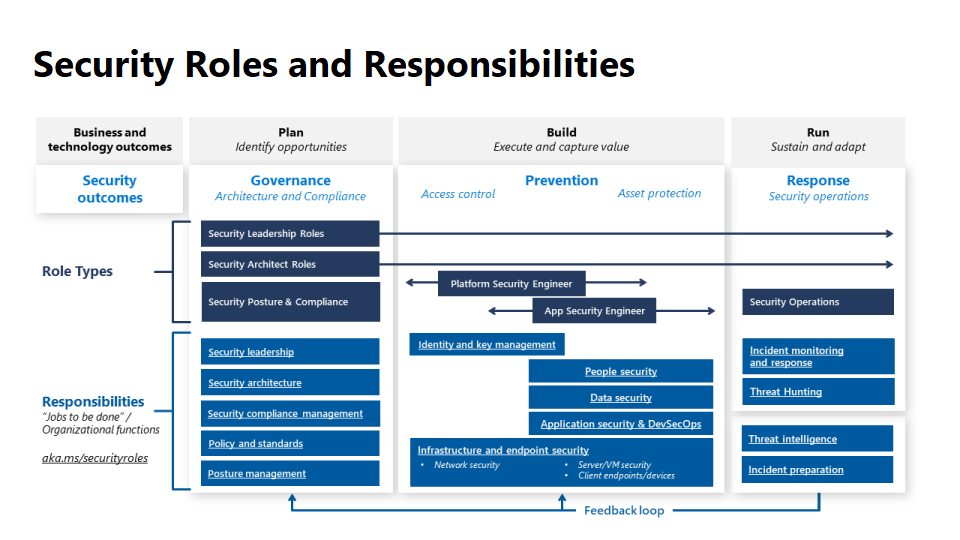 Security Roles and Responsibilities
Business and
technology outcomes
Plan
Identify opportunities
Build
Execute and capture value
Run
Sustain and adapt
Security
outcomes
Governance
Architecture and Compliance
Prevention
Access control
Asset protection
Response
Security operations
Role Types
Security Leadership Roles
Security Architect Roles
Security Posture & Compliance
Platform Security Engineer
App Security Engineer
Security Operations
Responsibilities
"Jobs to be done" /
Organizational functions
aka.ms/securityroles
Security leadership
Security architecture
Security compliance management
Policy and standards
Posture management
Identity and key management
People security
Data security
Application security & DevSecOps
Infrastructure and endpoint security
• Network security
• Server/VM security
• Client endpoints/devices
Incident monitoring
and response
Threat Hunting
Threat intelligence
Incident preparation
Feedback loop